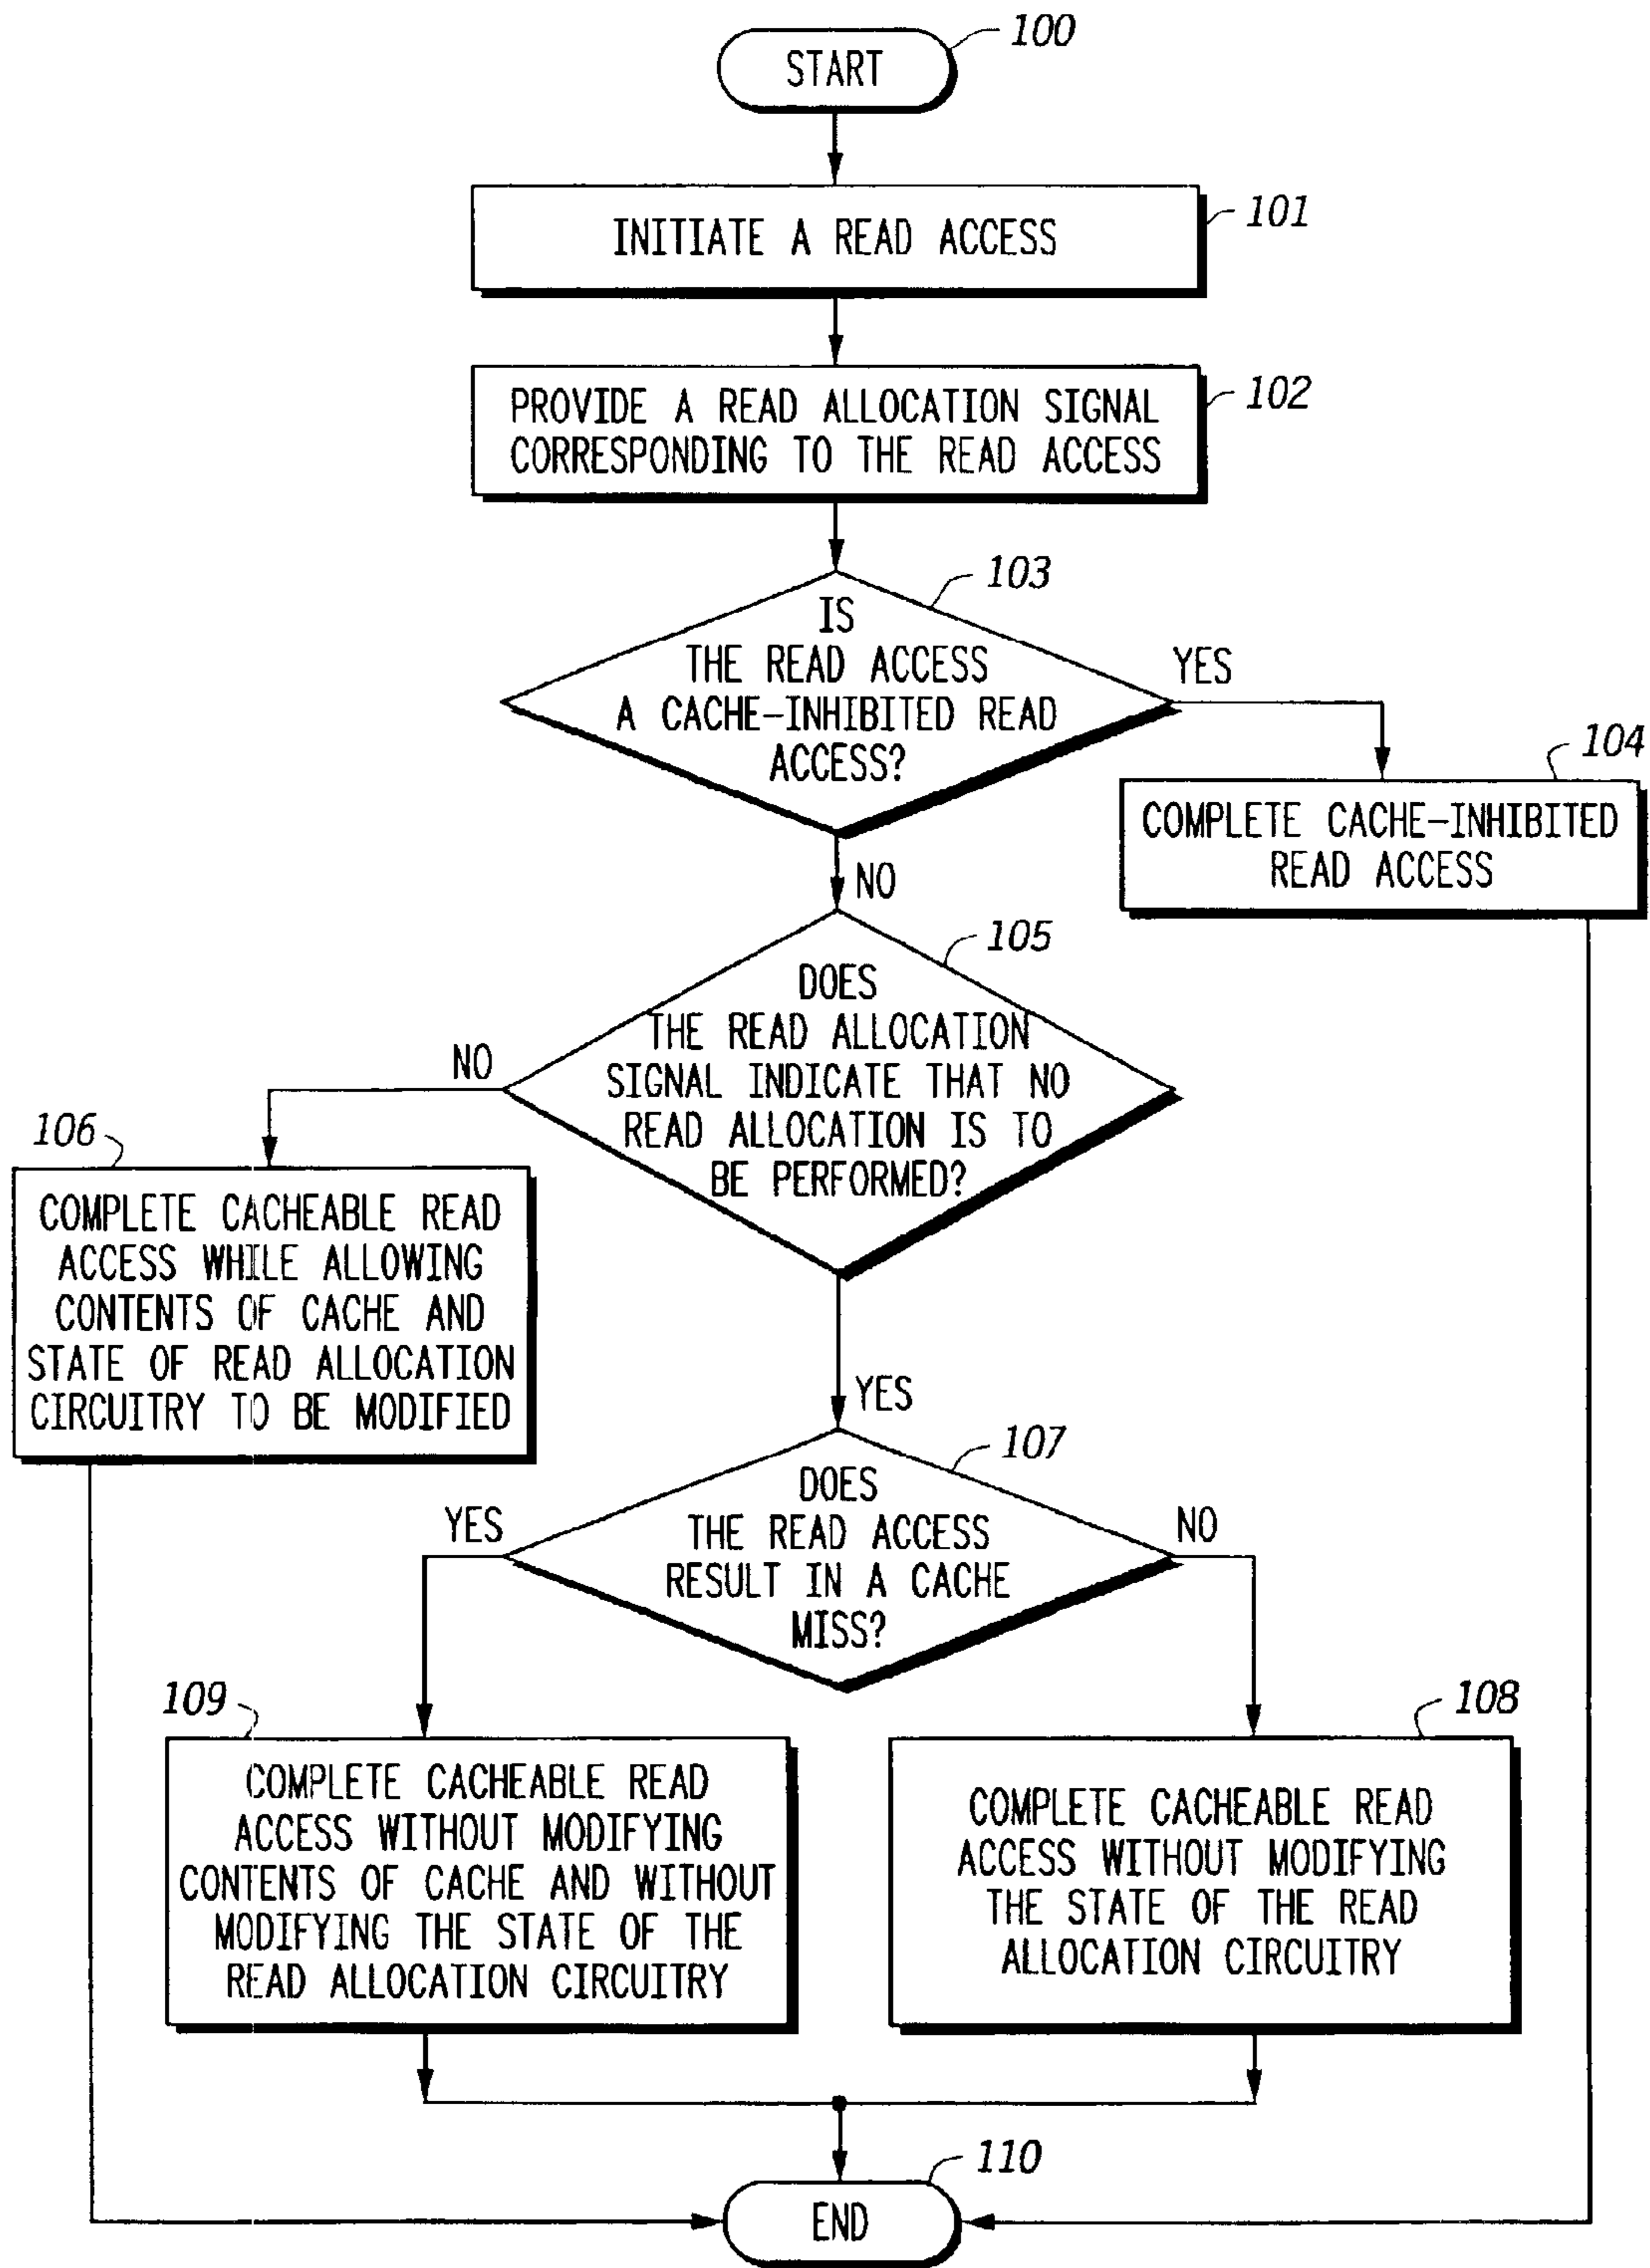 100
START
101
INITIATE A READ ACCESS
102
PROVIDE A READ ALLOCATION SIGNAL
CORRESPONDING TO THE READ ACCESS
103
IS
THE READ ACCESS
A CACHE-INHIBITED READ
ACCESS?
YES
104
COMPLETE CACHE-INHIBITED
READ ACCESS
NO
105
DOES
THE READ ALLOCATION
SIGNAL INDICATE THAT NO
READ ALLOCATION IS TO
BE PERFORMED?
NO
106
COMPLETE CACHEABLE READ
ACCESS WHILE ALLOWING
CONTENTS OF CACHE AND
STATE OF READ ALLOCATION
CIRCUITRY TO BE MODIFIED
YES
107
DOES
THE READ ACCESS
RESULT IN A CACHE
MISS?
YES
NO
109
COMPLETE CACHEABLE READ
ACCESS WITHOUT MODIFYING
CONTENTS OF CACHE AND WITHOUT
MODIFYING THE STATE OF THE
READ ALLOCATION CIRCUITRY
108
COMPLETE CACHEABLE READ
ACCESS WITHOUT MODIFYING
THE STATE OF THE READ
ALLOCATION CIRCUITRY
110
END